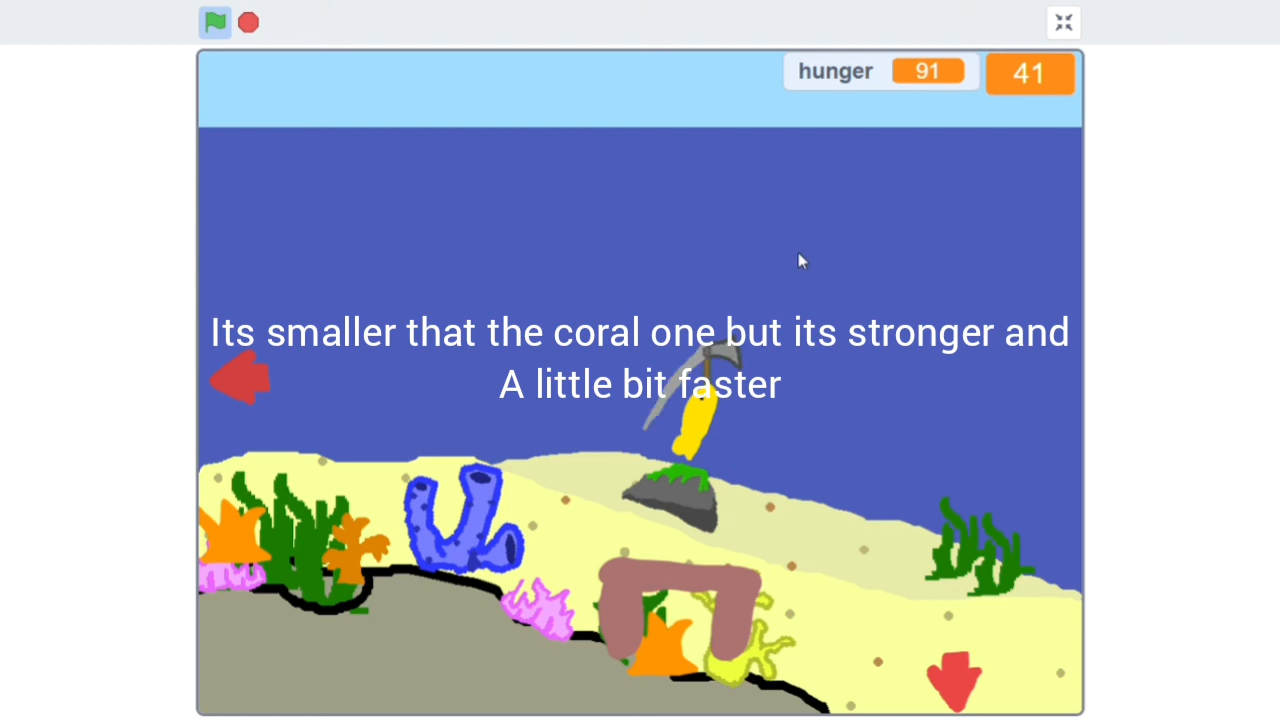 hunger 91 41
Its smaller that the coral one but its stronger and
A little bit faster